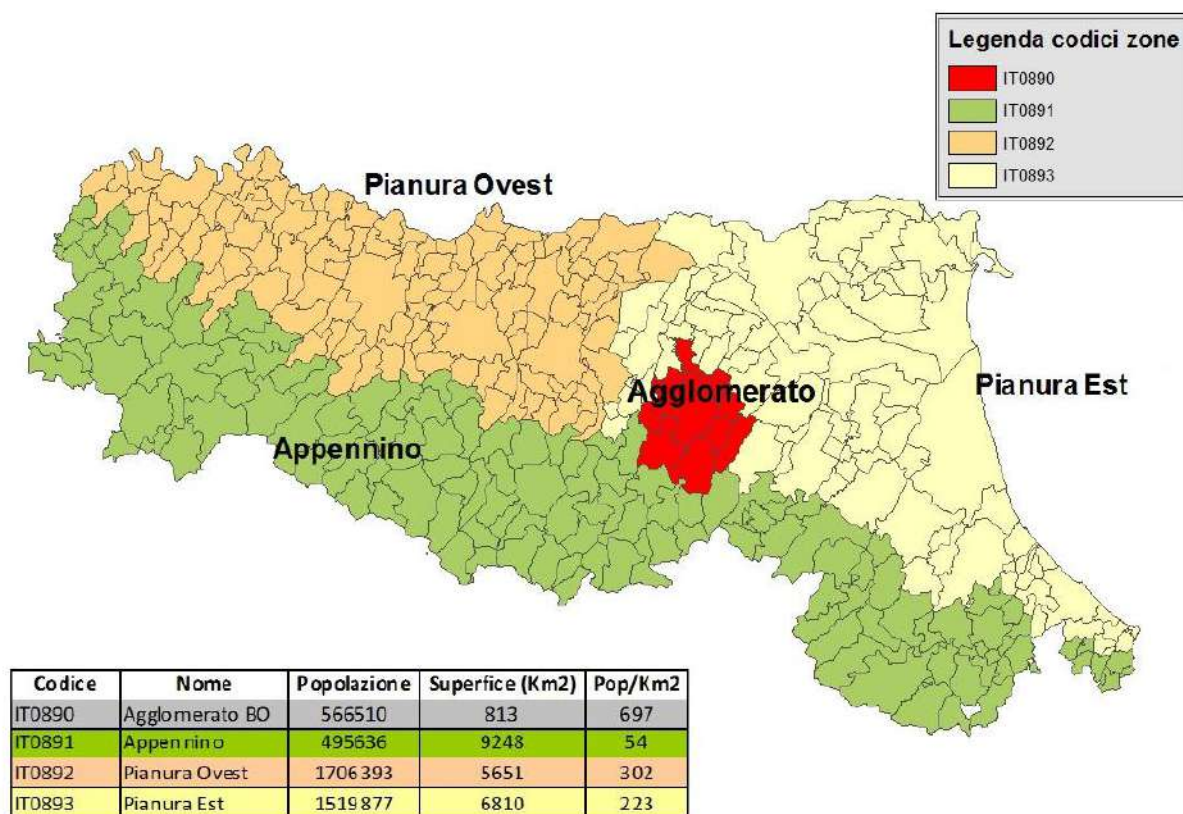 Legenda codici zone
IT0890
IT0891
IT0892
IT0893
Pianura Ovest
Agglomerato
Pianura Est
Appennino
Codice Nome Popolazione Superfice (Km2) Pop/Km2
IT0890 Agglomerato BO 566510 813 697
IT0891 Appennino 495636 9248 54
IT0892 Pianura Ovest 1706393 5651 302
IT0893 Pianura Est 1519877 6810 223